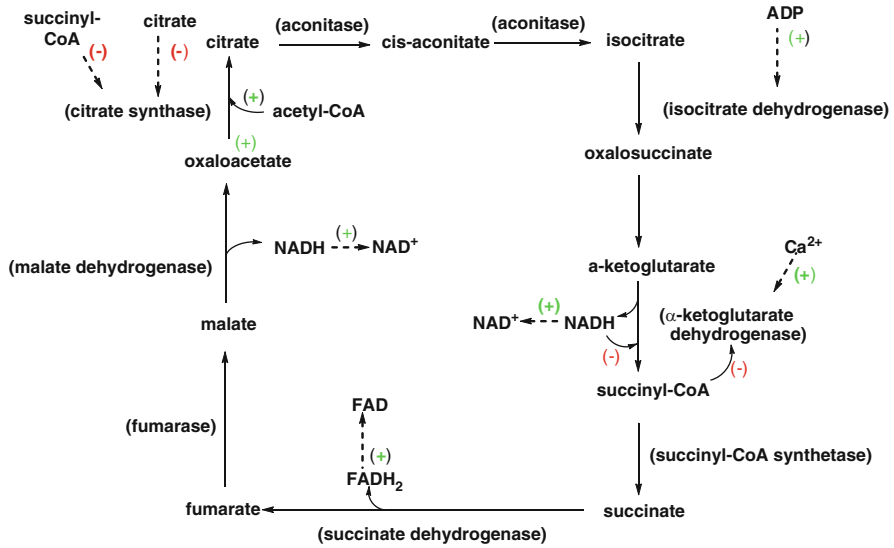 succinyl-
CoA
(-)
citrate
(-)
(citrate synthase)
citrate
(aconitase)
cis-aconitate
(aconitase)
isocitrate
ADP
(+)
(isocitrate dehydrogenase)
(+)
acetyl-CoA
(+)
oxaloacetate
oxalosuccinate
(malate dehydrogenase)
NADH
(+)
NAD+
a-ketoglutarate
Ca2+
(+)
malate
NAD+
(+)
NADH
(-)
(α-ketoglutarate
dehydrogenase)
succinyl-CoA
(-)
(fumarase)
FAD
(+)
FADH2
(succinyl-CoA synthetase)
fumarate
(succinate dehydrogenase)
succinate